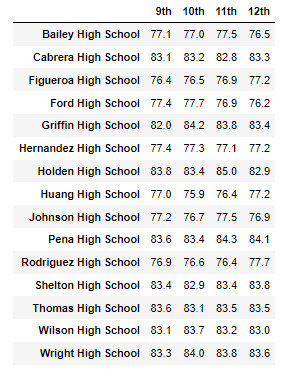 9th 10th 11th 12th
Bailey High School 77.1 77.0 77.5 76.5
Cabrera High School 83.1 83.2 82.8 83.3
Figueroa High School 76.4 76.5 76.9 77.2
Ford High School 77.4 77.7 76.9 76.2
Griffin High School 82.0 84.2 83.8 83.4
Hernandez High School 77.4 77.3 77.1 77.2
Holden High School 83.8 83.4 85.0 82.9
Huang High School 77.0 75.9 76.4 77.2
Johnson High School 77.2 76.7 77.5 76.9
Pena High School 83.6 83.4 84.3 84.1
Rodriguez High School 76.9 76.6 76.4 77.7
Shelton High School 83.4 82.9 83.4 83.8
Thomas High School 83.6 83.1 83.5 83.5
Wilson High School 83.1 83.7 83.2 83.0
Wright High School 83.3 84.0 83.8 83.6